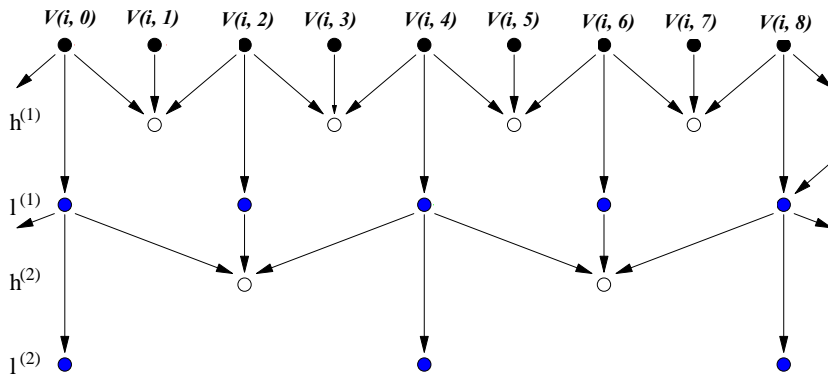 V(i, 0) V(i, 1) V(i, 2) V(i, 3) V(i, 4) V(i, 5) V(i, 6) V(i, 7) V(i, 8)
h(1)
l(1)
h(2)
l(2)